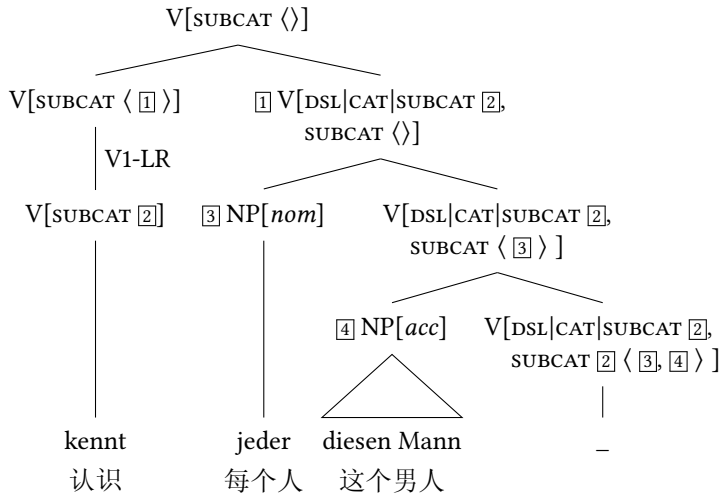 V[SUBCAT ⟨⟩]
V[SUBCAT ⟨ 1 ⟩] 1 V[DSL|CAT|SUBCAT 2,
SUBCAT ⟨⟩]
V1-LR
V[SUBCAT 2] 3 NP[nom] V[DSL|CAT|SUBCAT 2,
SUBCAT ⟨ 3 ⟩ ]
4 NP[acc] V[DSL|CAT|SUBCAT 2,
SUBCAT 2 ⟨ 3, 4 ⟩ ]
kennt jeder diesen Mann _
认识 每个人 这个男人